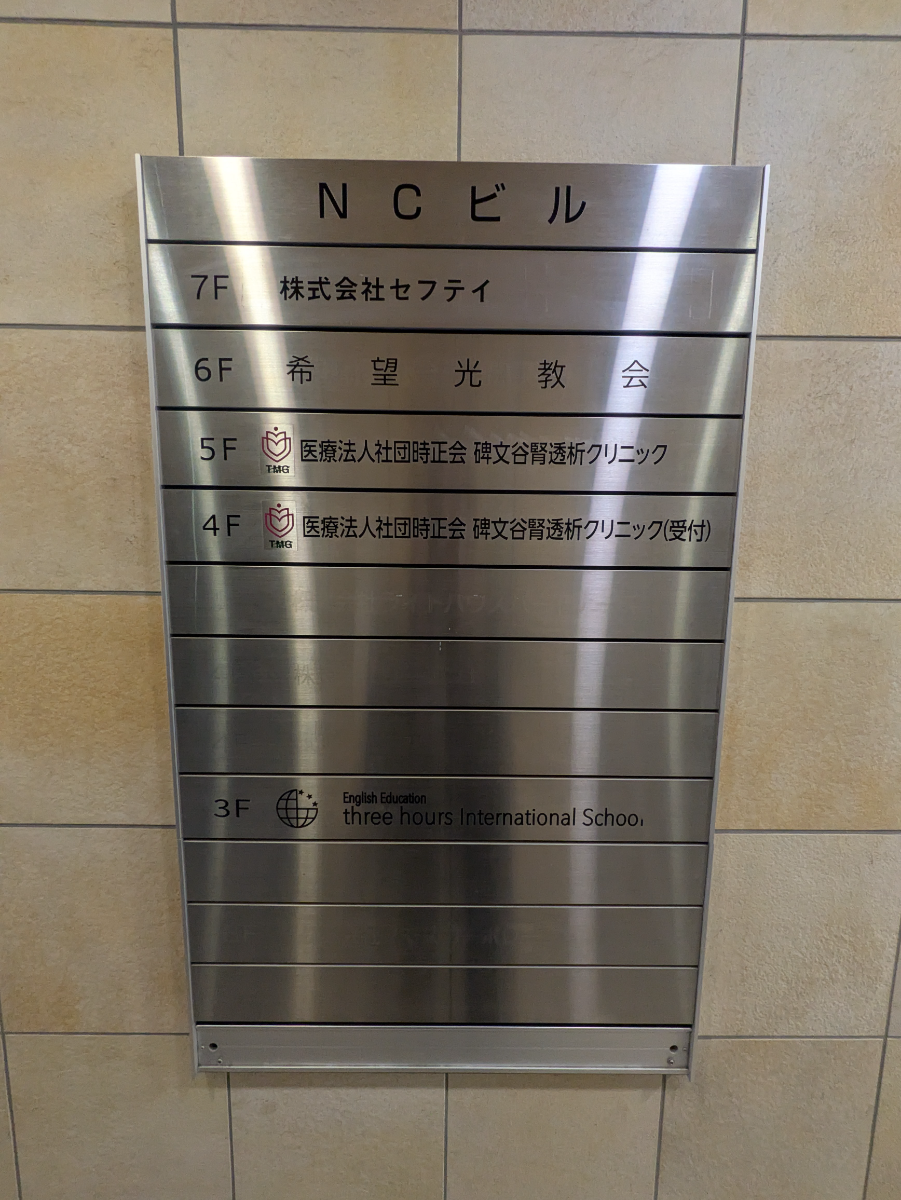 NCビル
7F 株式会社セフテイ
6F 希望光教会
5F TMG 医療法人社団時正会 碑文谷腎透析クリニック
4F TMG 医療法人社団時正会 碑文谷腎透析クリニック(受付)
3F English Education
three hours International School